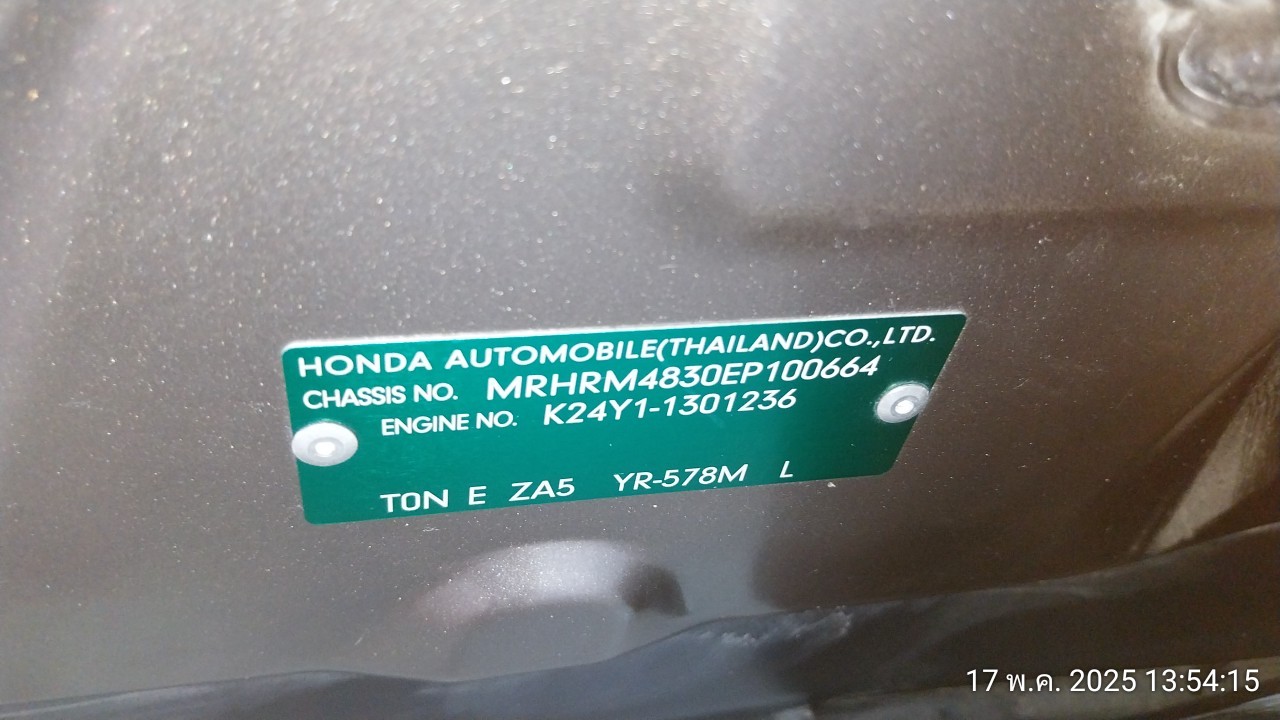 HONDA AUTOMOBILE(THAILAND)CO.,LTD.
CHASSIS NO. MRHRM4830EP100664
ENGINE NO. K24Y1-1301236
TON E ZA5 YR-578M L
17 พ.ค. 2025 13:54:15